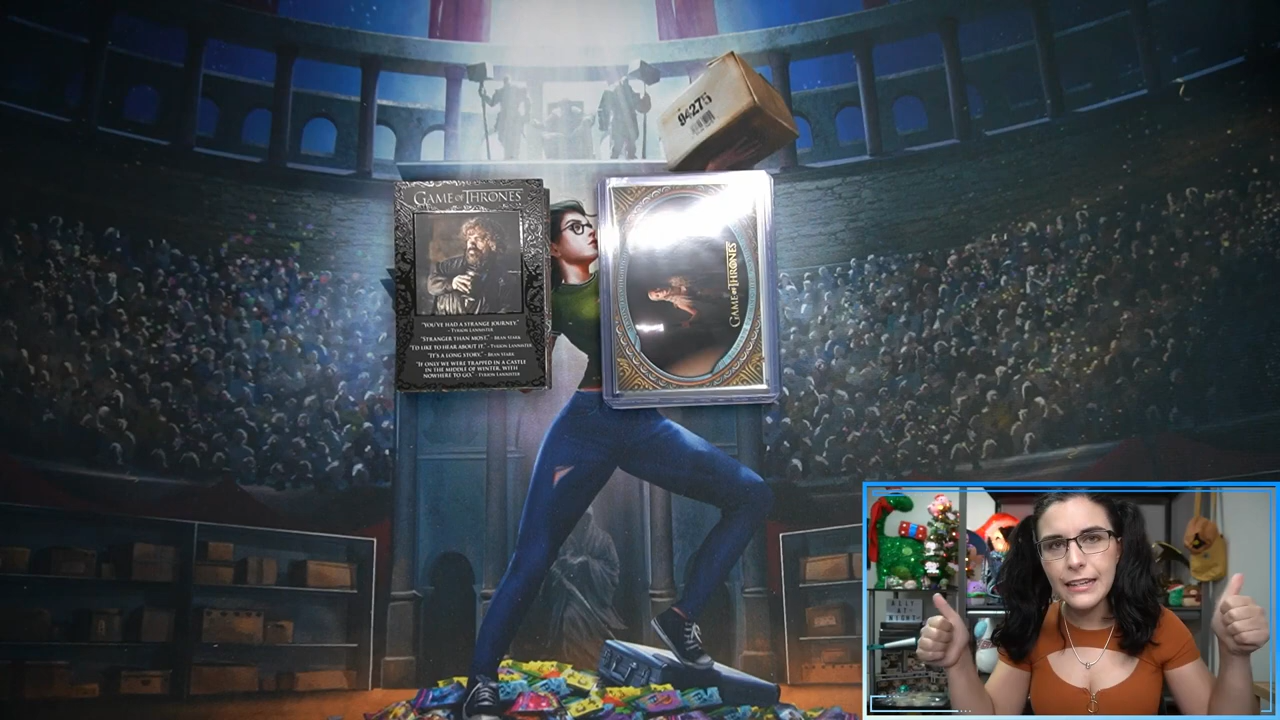 94275
GAME OF THRONES
"YOU'VE HAD A STRANGE JOURNEY."
- TYRION LANNISTER
"STRANGER THAN MOST." - BRAN STARK
"I'D LIKE TO HEAR ABOUT IT." - TYRION LANNISTER
"IT'S A LONG STORY." - BRAN STARK
"IF ONLY WE WERE TRAPPED IN A CASTLE
IN THE MIDDLE OF WINTER, WITH
NOWHERE TO GO." - TYRION LANNISTER
GAME OF THRONES
NIGHT